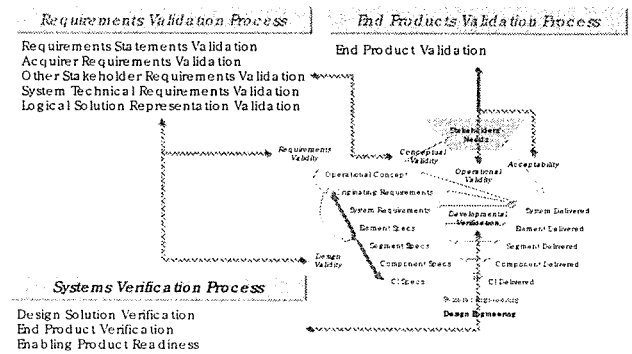 Requirements Validation Process
End Products Validation Process
Requirements Statements Validation
Acquirer Requirements Validation
Other Stakeholder Requirements Validation
System Technical Requirements Validation
Logical Solution Representation Validation
End Product Validation
Stakeholders'
Needs
Requirements
Validity
Conceptual
Validity
Operational
Validity
Acceptability
Operational Concept
Originating Requirements
System Requirements
Developmental
Verification
System Delivered
Element Specs
Element Delivered
Design
Validity
Segment Specs
Segment Delivered
Component Specs
Component Delivered
CI Specs
CI Delivered
Systems Engineering
Design Engineering
Systems Verification Process
Design Solution Verification
End Product Verification
Enabling Product Readiness